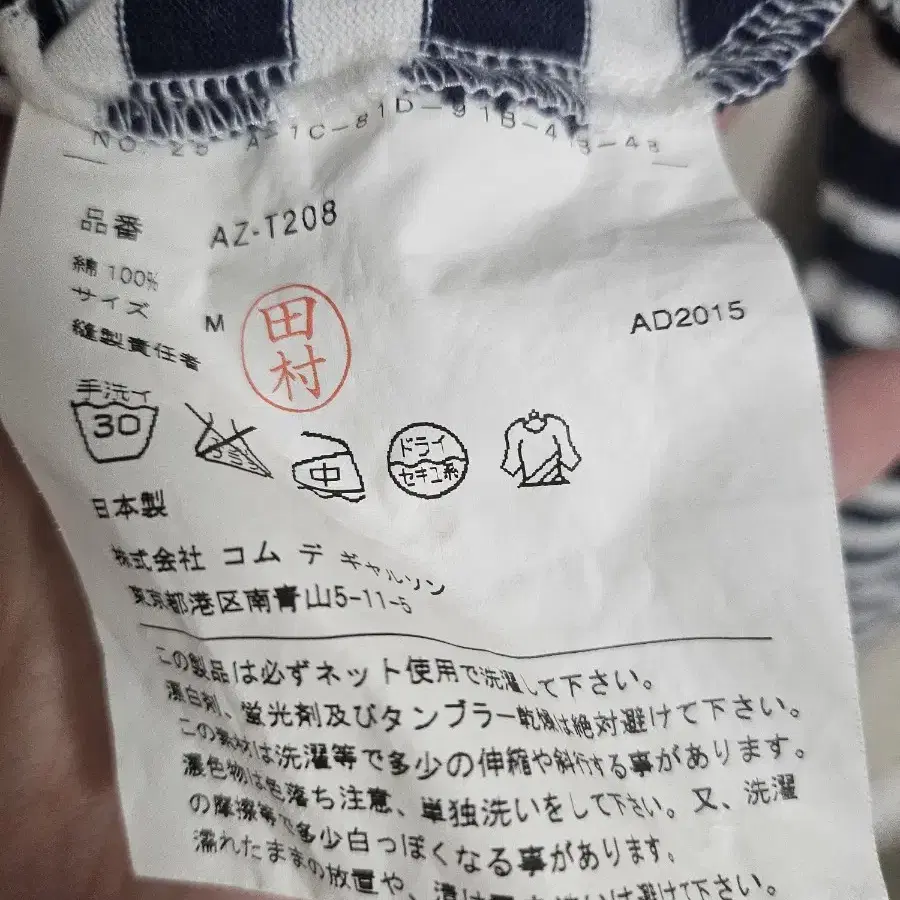 品番 AZ-T208
綿 100%
サイズ M
AD2015
縫製責任者
田村
手洗イ
30
中
ドライ
セキユ系
日本製
株式会社 コム デ ギャルソン
東京都港区南青山5-11-5
この製品は必ずネット使用で洗濯して下さい。
漂白剤、蛍光剤及びタンブラー乾燥は絶対避けて下さい。
この素材は洗濯等で多少の伸縮や斜行する事があります。
濃色物は色落ち注意、単独洗いをして下さい。又、洗濯
の摩擦等で多少白っぽくなる事があります。
濡れたままの放置や、避けて下さい。